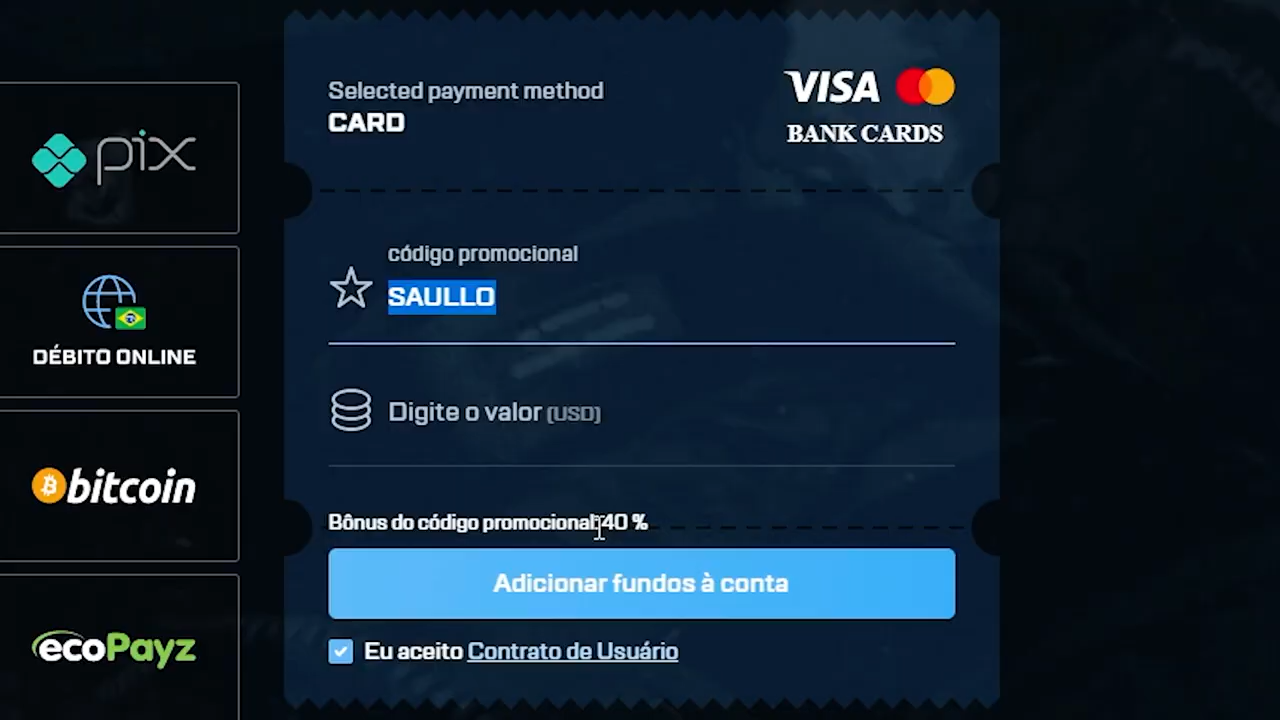 pix
DÉBITO ONLINE
bitcoin
ecoPayz
Selected payment method
CARD
VISA
BANK CARDS
código promocional
SAULLO
Digite o valor (USD)
Bônus do código promocional: 40 %
Adicionar fundos à conta
Eu aceito Contrato de Usuário